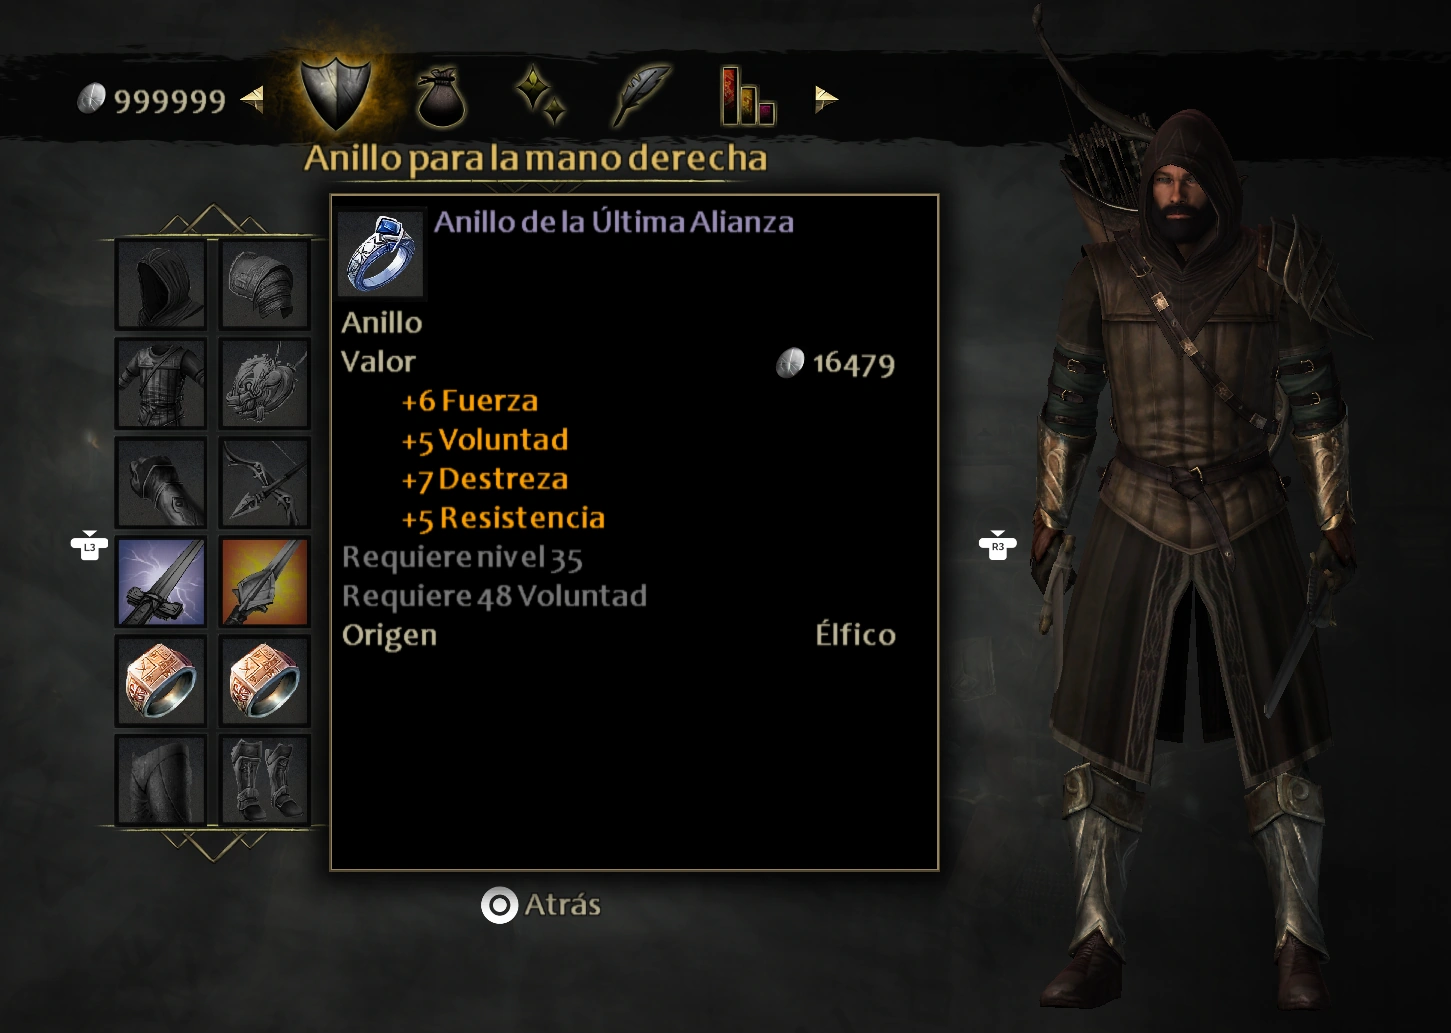 999999
Anillo para la mano derecha
Anillo de la Última Alianza
Anillo
Valor 16479
+6 Fuerza
+5 Voluntad
+7 Destreza
+5 Resistencia
Requiere nivel 35
Requiere 48 Voluntad
Origen Élfico
L3
R3
Atrás